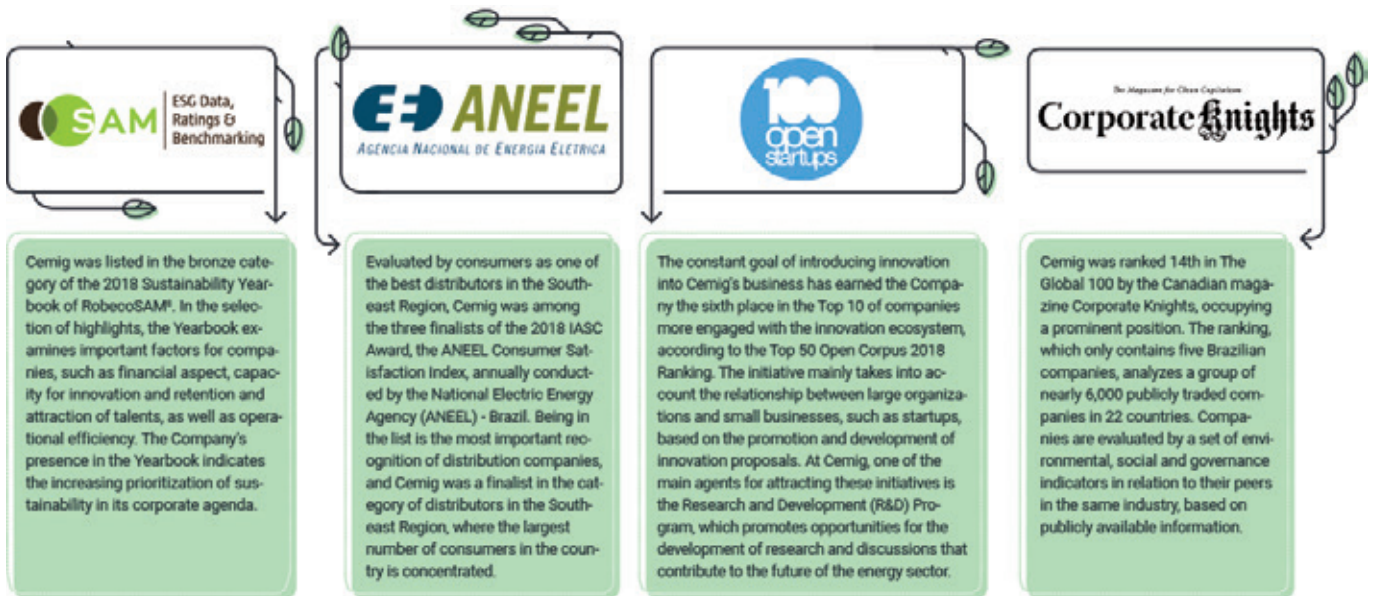 SAM
ESG Data,
Ratings &
Benchmarking
ANEEL
AGÊNCIA NACIONAL DE ENERGIA ELÉTRICA
100
open
startups
The Magazine for Clean Capitalism
Corporate Knights
Cemig was listed in the bronze cate-
gory of the 2018 Sustainability Year-
book of RobecoSAM®. In the selec-
tion of highlights, the Yearbook ex-
amines important factors for compa-
nies, such as financial aspect, capac-
ity for innovation and retention and
attraction of talents, as well as opera-
tional efficiency. The Company's
presence in the Yearbook indicates
the increasing prioritization of sus-
tainability in its corporate agenda.
Evaluated by consumers as one of
the best distributors in the South-
east Region, Cemig was among
the three finalists of the 2018 IASC
Award, the ANEEL Consumer Sat-
isfaction Index, annually conduct-
ed by the National Electric Energy
Agency (ANEEL) - Brazil. Being in
the list is the most important rec-
ognition of distribution companies,
and Cemig was a finalist in the cat-
egory of distributors in the South-
east Region, where the largest
number of consumers in the coun-
try is concentrated.
The constant goal of introducing innovation
into Cemig's business has earned the Compa-
ny the sixth place in the Top 10 of companies
more engaged with the innovation ecosystem,
according to the Top 50 Open Corpus 2018
Ranking. The initiative mainly takes into ac-
count the relationship between large organiza-
tions and small businesses, such as startups,
based on the promotion and development of
innovation proposals. At Cemig, one of the
main agents for attracting these initiatives is
the Research and Development (R&D) Pro-
gram, which promotes opportunities for the
development of research and discussions that
contribute to the future of the energy sector.
Cemig was ranked 14th in The
Global 100 by the Canadian maga-
zine Corporate Knights, occupying
a prominent position. The ranking,
which only contains five Brazilian
companies, analyzes a group of
nearly 6,000 publicly traded com-
panies in 22 countries. Compa-
nies are evaluated by a set of envi-
ronmental, social and governance
indicators in relation to their peers
in the same industry, based on
publicly available information.